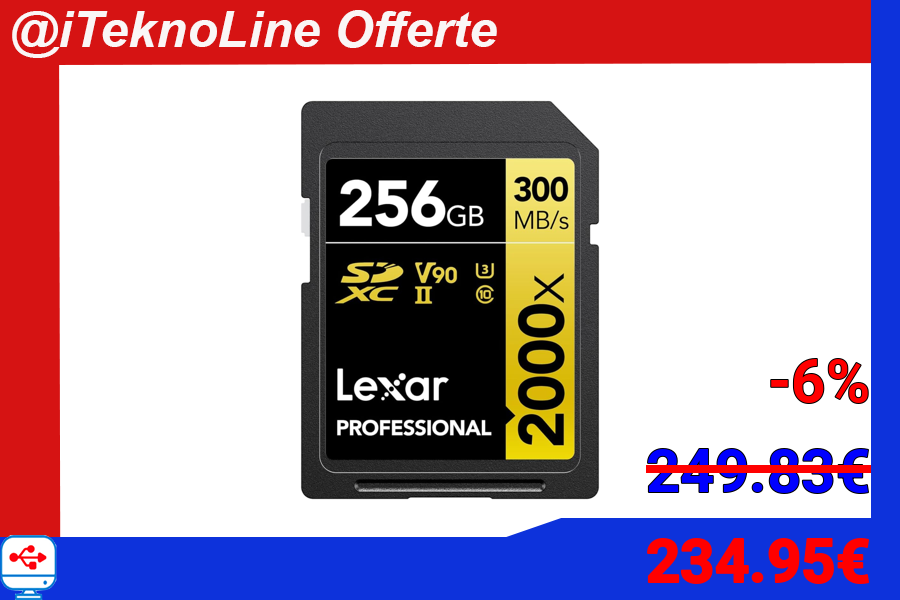 @iTeknoLine Offerte
256GB
300
MB/s
SD
XC
V90
II
3
10
2000x
Lexar
PROFESSIONAL
-6%
249.83€
234.95€